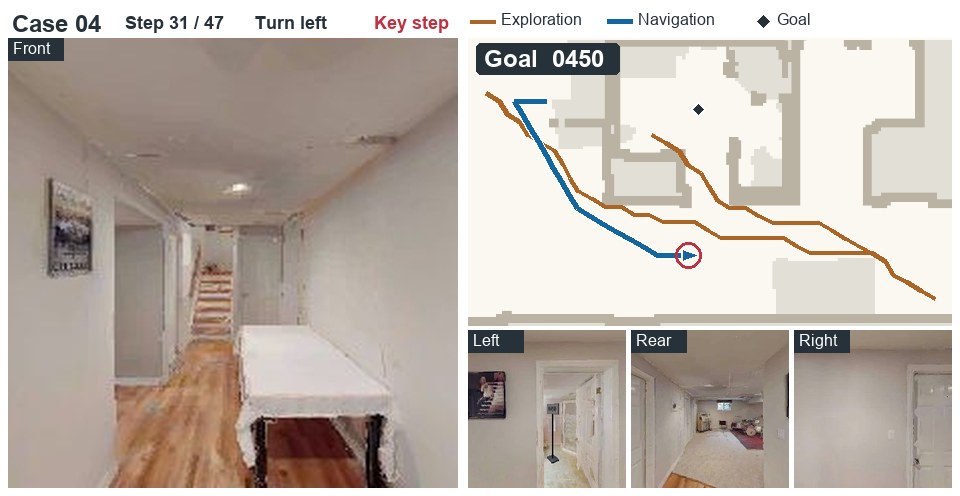 Case 04 Step 31 / 47 Turn left Key step
Exploration Navigation Goal
Front
Goal 0450
Left
Rear
Right